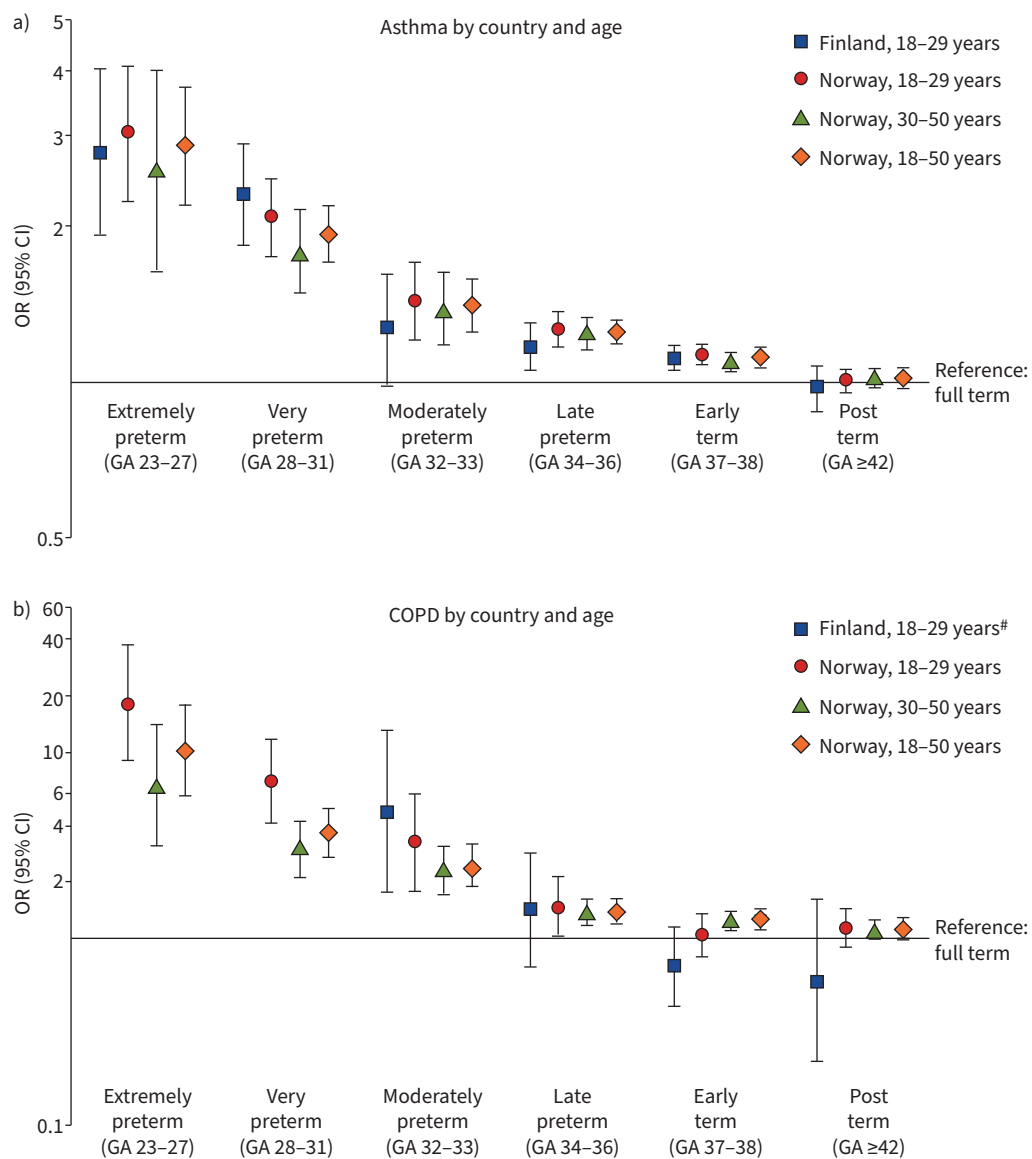 a)
Asthma by country and age
Finland, 18–29 years
Norway, 18–29 years
Norway, 30–50 years
Norway, 18–50 years
OR (95% CI)
5
4
3
2
0.5
Reference:
full term
Extremely
preterm
(GA 23–27)
Very
preterm
(GA 28–31)
Moderately
preterm
(GA 32–33)
Late
preterm
(GA 34–36)
Early
term
(GA 37–38)
Post
term
(GA ≥42)
b)
COPD by country and age
Finland, 18–29 years#
Norway, 18–29 years
Norway, 30–50 years
Norway, 18–50 years
OR (95% CI)
60
40
20
10
6
4
2
0.1
Reference:
full term
Extremely
preterm
(GA 23–27)
Very
preterm
(GA 28–31)
Moderately
preterm
(GA 32–33)
Late
preterm
(GA 34–36)
Early
term
(GA 37–38)
Post
term
(GA ≥42)